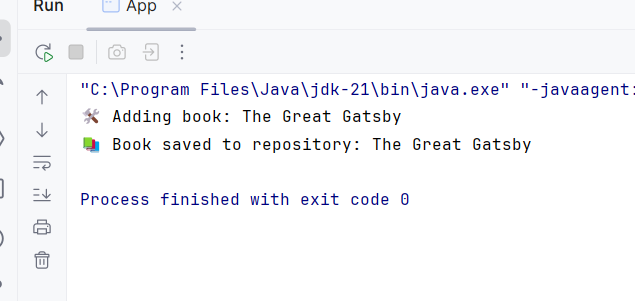 Run App
"C:\Program Files\Java\jdk-21\bin\java.exe" "-javaagent:
🛠 Adding book: The Great Gatsby
📚 Book saved to repository: The Great Gatsby
Process finished with exit code 0